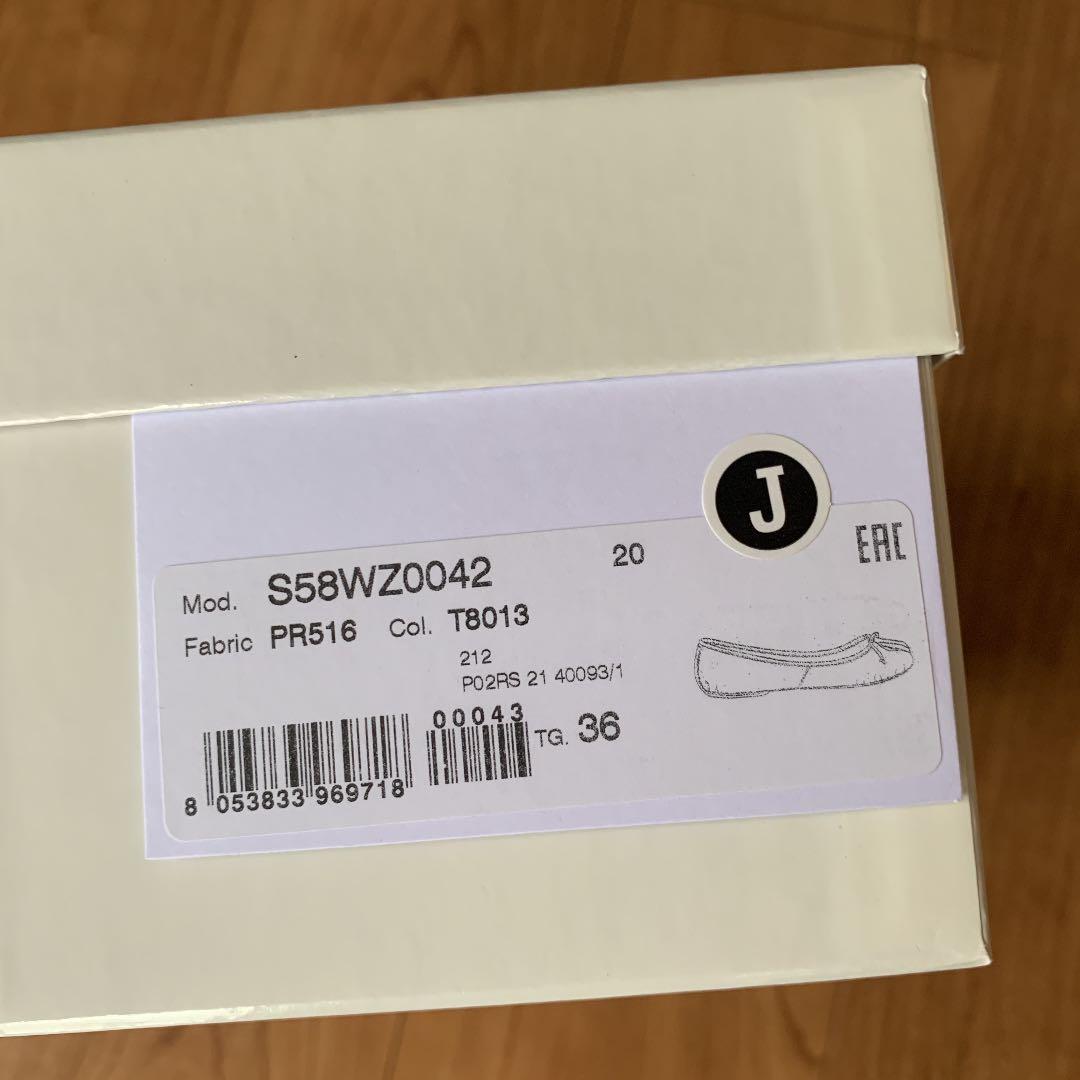 J
EAC
Mod. S58WZ0042 20
Fabric PR516 Col. T8013
212
P02RS 21 40093/1
00043
TG. 36
8 053833 969718